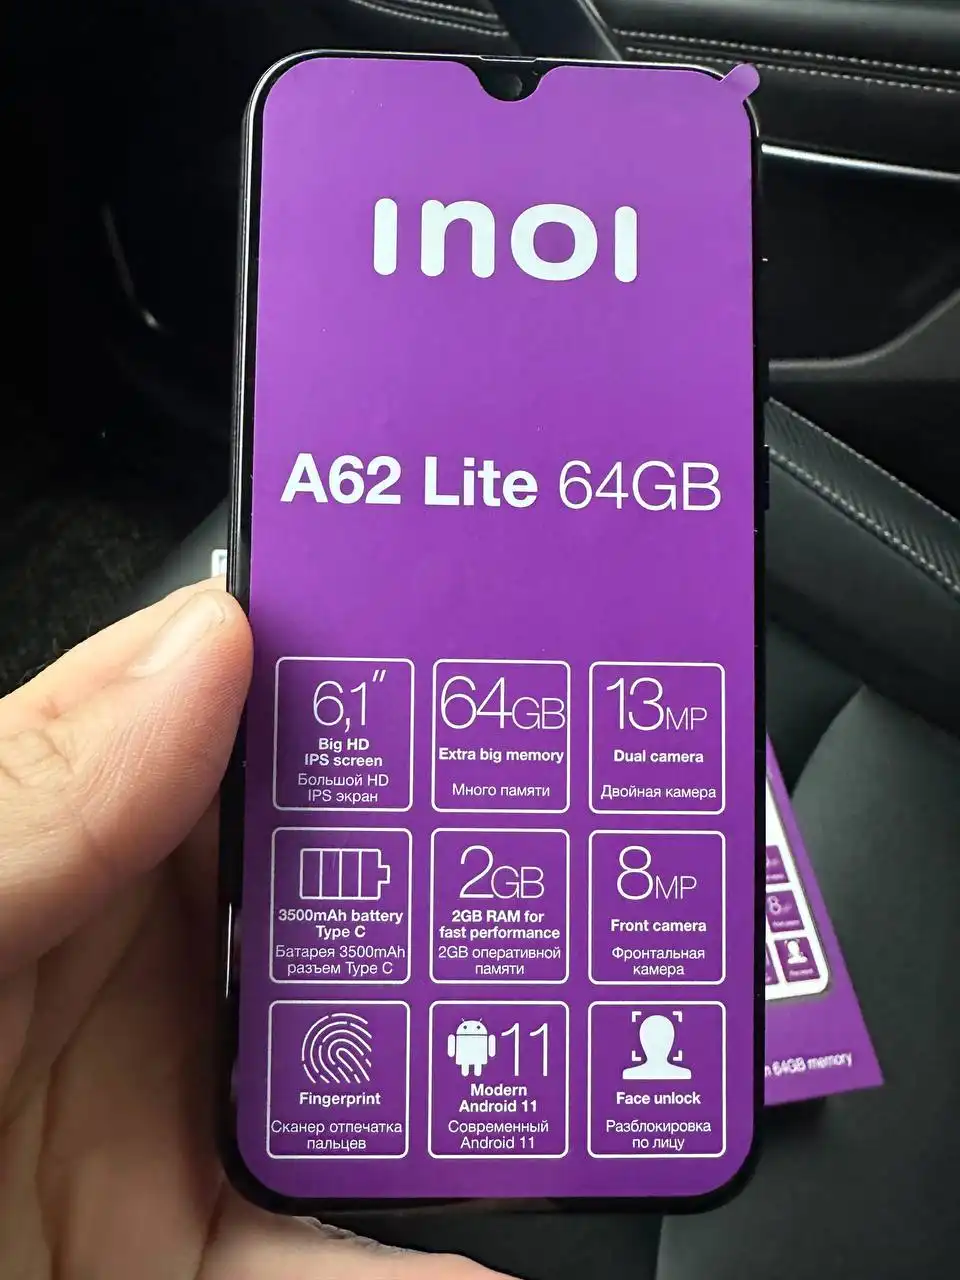 ınoı
A62 Lite 64GB
6,1"
Big HD
IPS screen
Большой HD
IPS экран
64GB
Extra big memory
Много памяти
13MP
Dual camera
Двойная камера
3500mAh battery
Type C
Батарея 3500mAh
разъем Type C
2GB
2GB RAM for
fast performance
2GB оперативной
памяти
8MP
Front camera
Фронтальная
камера
Fingerprint
Сканер отпечатка
пальцев
11
Modern
Android 11
Современный
Android 11
Face unlock
Разблокировка
по лицу
8
64GB memory